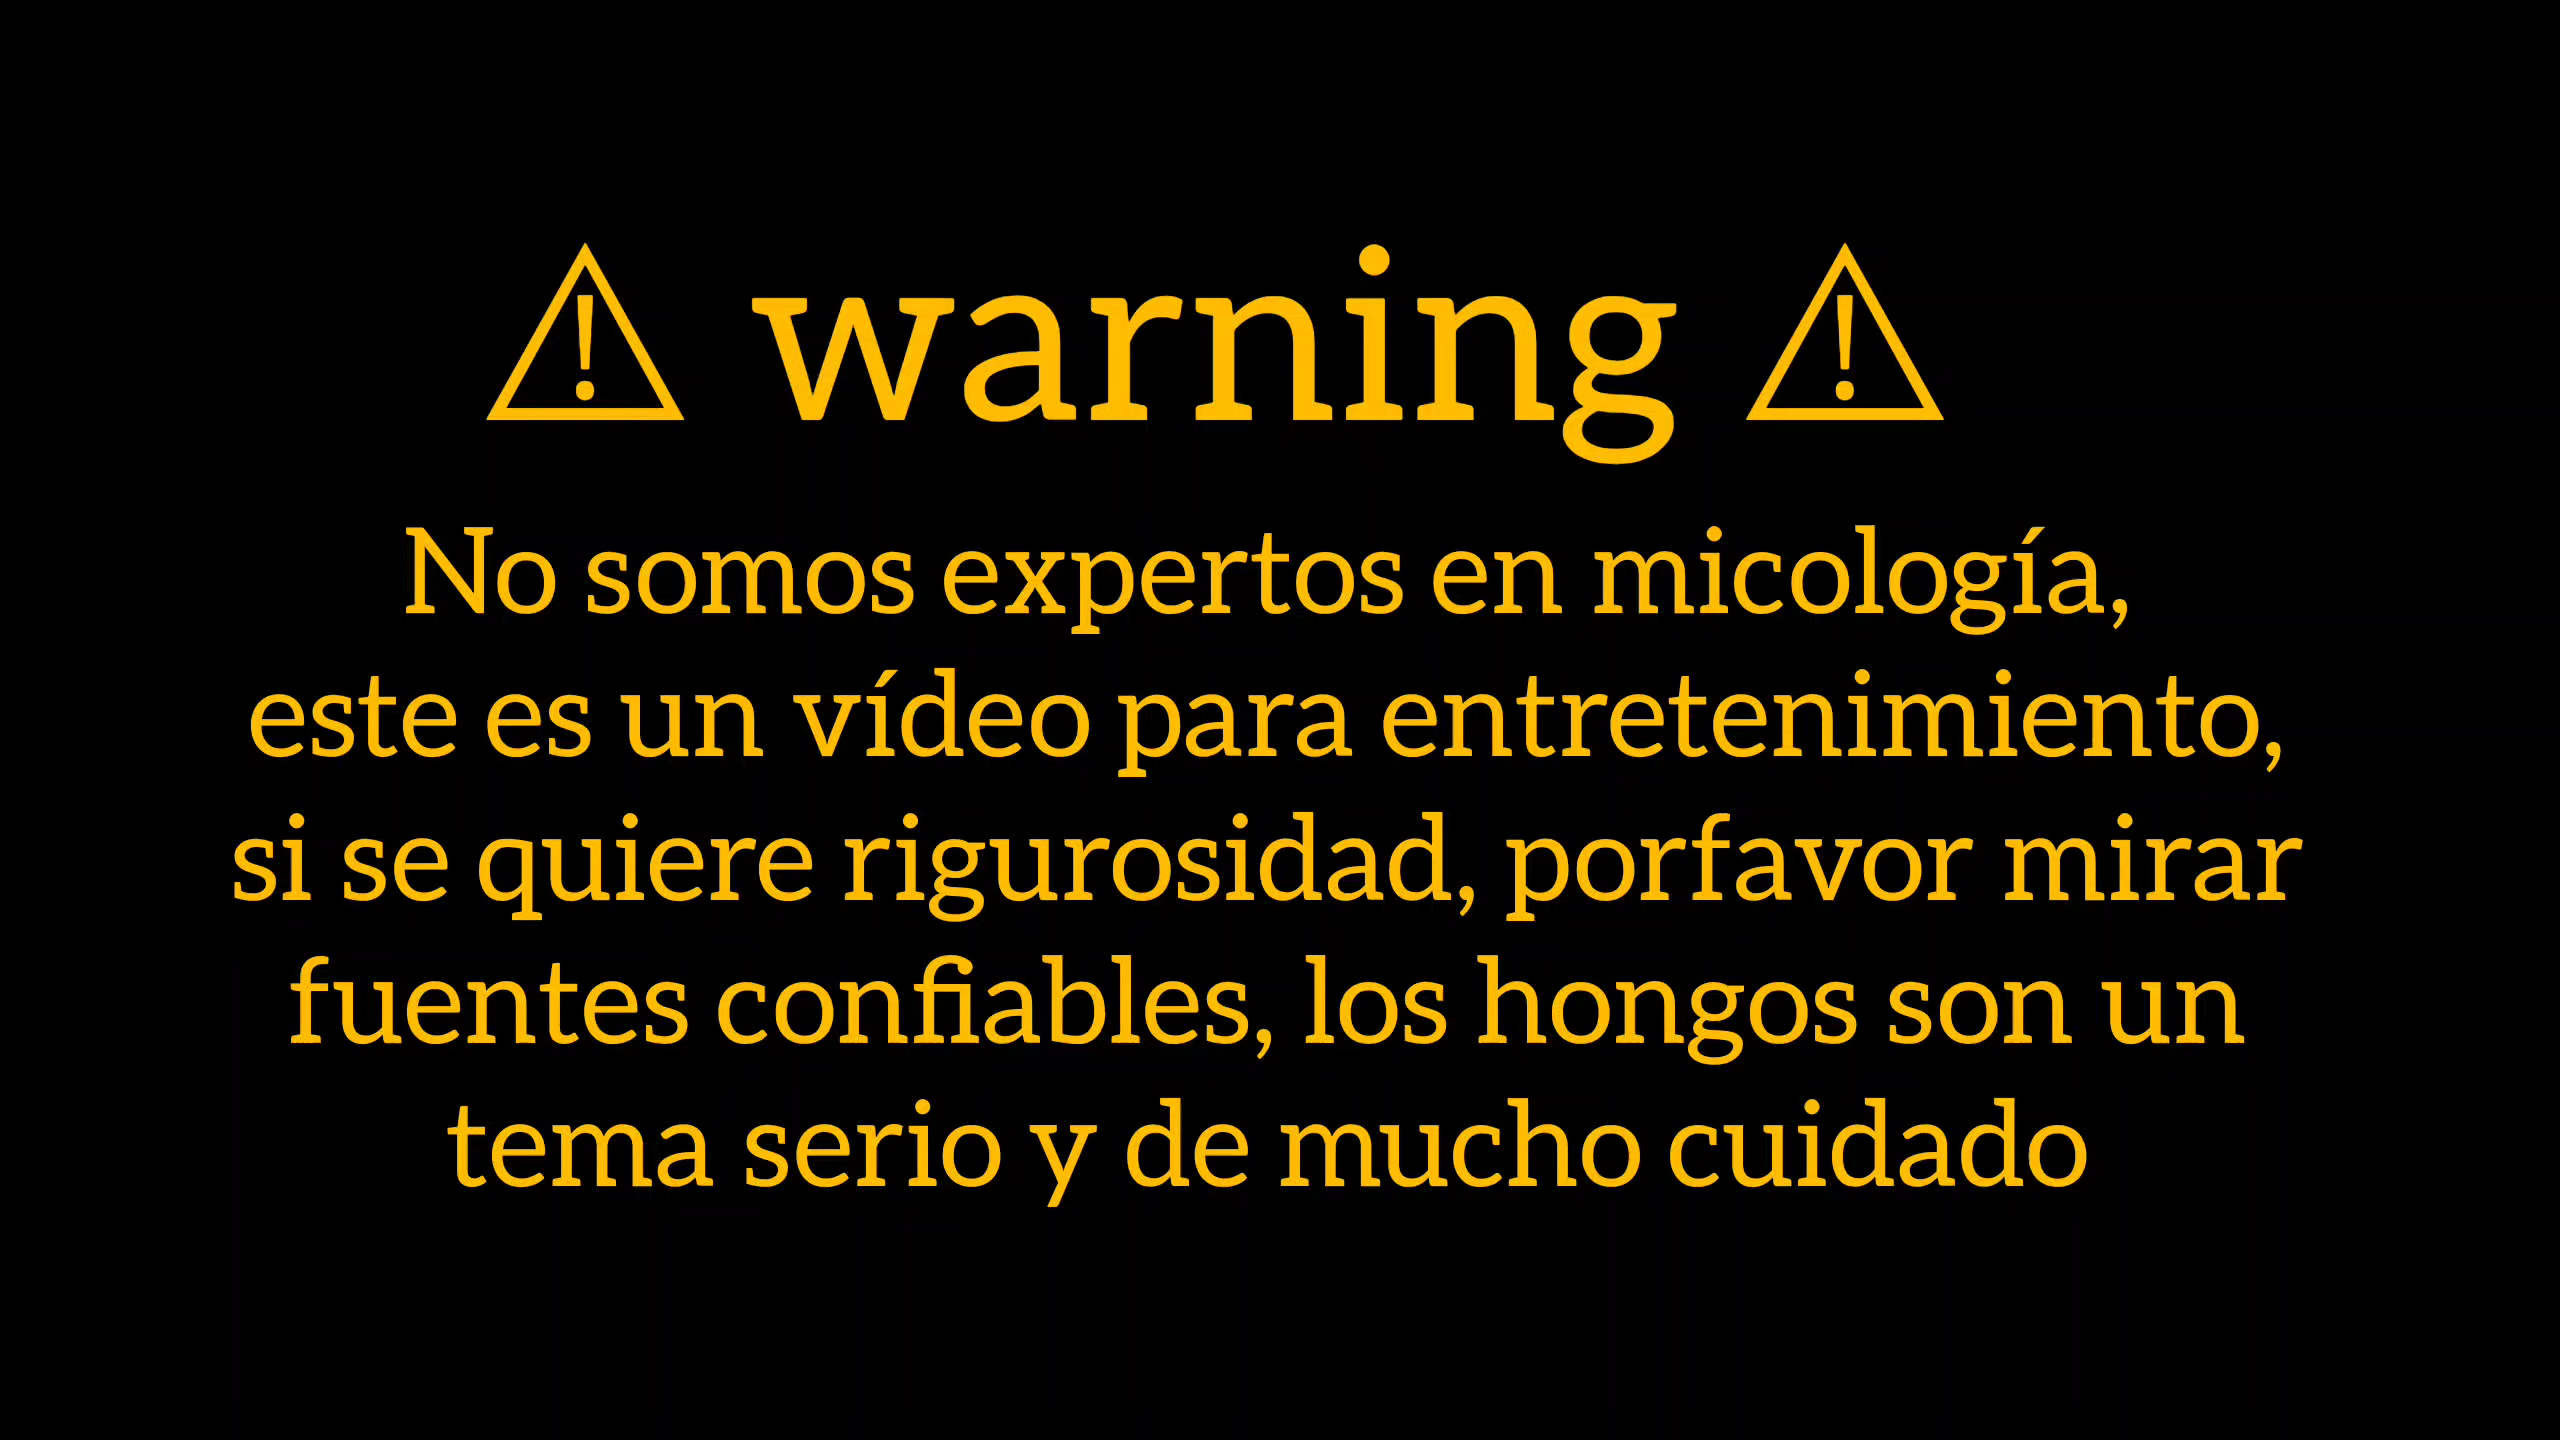 ⚠ warning ⚠
No somos expertos en micología,
este es un vídeo para entretenimiento,
si se quiere rigurosidad, porfavor mirar
fuentes confiables, los hongos son un
tema serio y de mucho cuidado